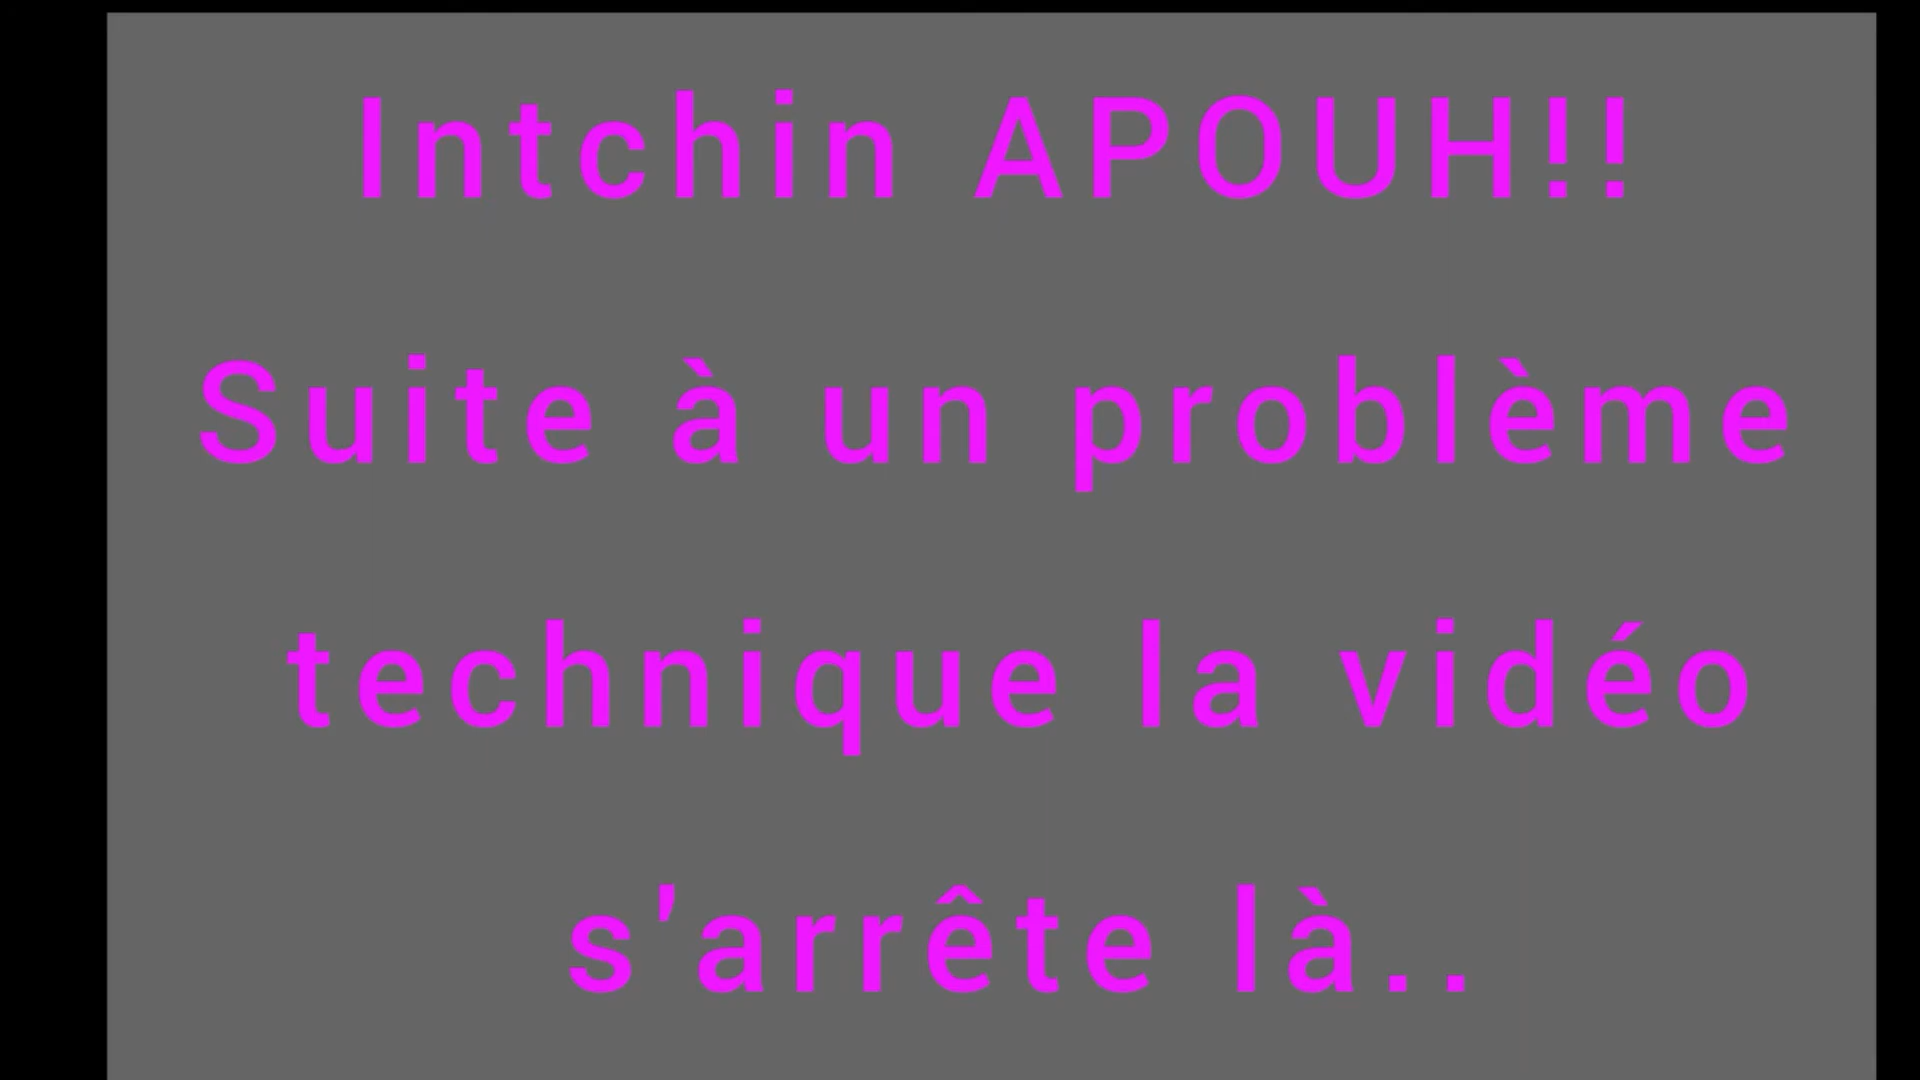 Intchin APOUH!!
Suite à un problème
technique la vidéo
s'arrête là..